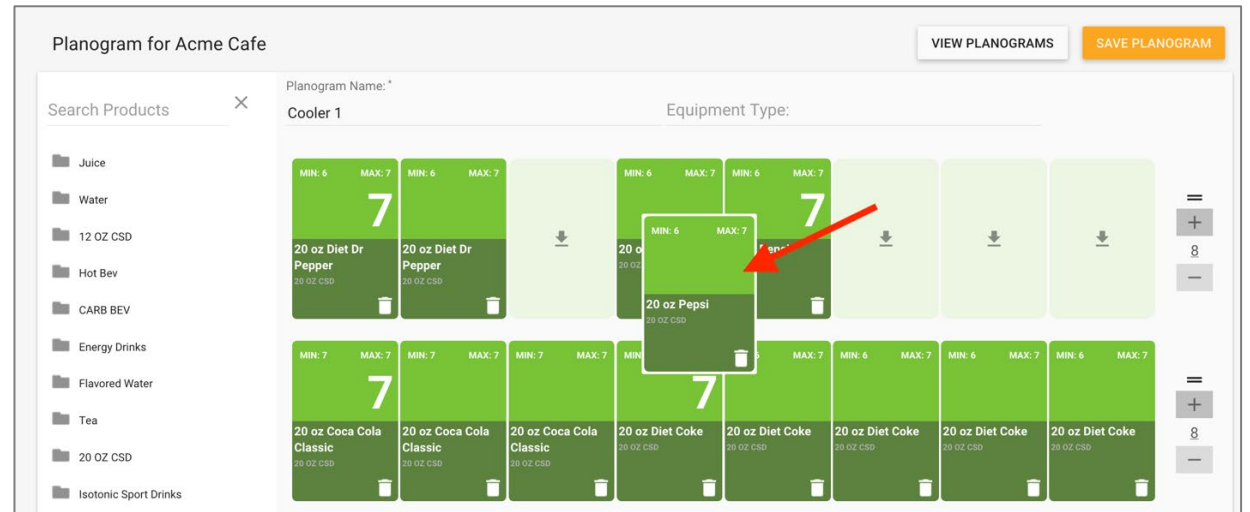 Planogram for Acme Cafe
VIEW PLANOGRAMS
SAVE PLANOGRAM
Search Products
Planogram Name: *
Cooler 1
Equipment Type:
Juice
Water
12 OZ CSD
Hot Bev
CARB BEV
Energy Drinks
Flavored Water
Tea
20 OZ CSD
Isotonic Sport Drinks
MIN: 6 MAX: 7 MIN: 6 MAX: 7 MIN: 6 MAX: 7 MIN: 6 MAX: 7
7 7
20 oz Diet Dr
Pepper
20 OZ CSD
20 oz Diet Dr
Pepper
20 OZ CSD
MIN: 6 MAX: 7
20 oz Pepsi
20 OZ CSD
+
8
−
MIN: 7 MAX: 7 MIN: 7 MAX: 7 MIN: 7 MAX: 7 MAX: 7 MIN: 6 MAX: 7 MIN: 6 MAX: 7 MIN: 6 MAX: 7
7 7
20 oz Coca Cola
Classic
20 OZ CSD
20 oz Coca Cola
Classic
20 OZ CSD
20 oz Coca Cola
Classic
20 OZ CSD
20 oz Diet Coke
20 OZ CSD
20 oz Diet Coke
20 OZ CSD
20 oz Diet Coke
20 OZ CSD
20 oz Diet Coke
20 OZ CSD
20 oz Diet Coke
20 OZ CSD
+
8
−